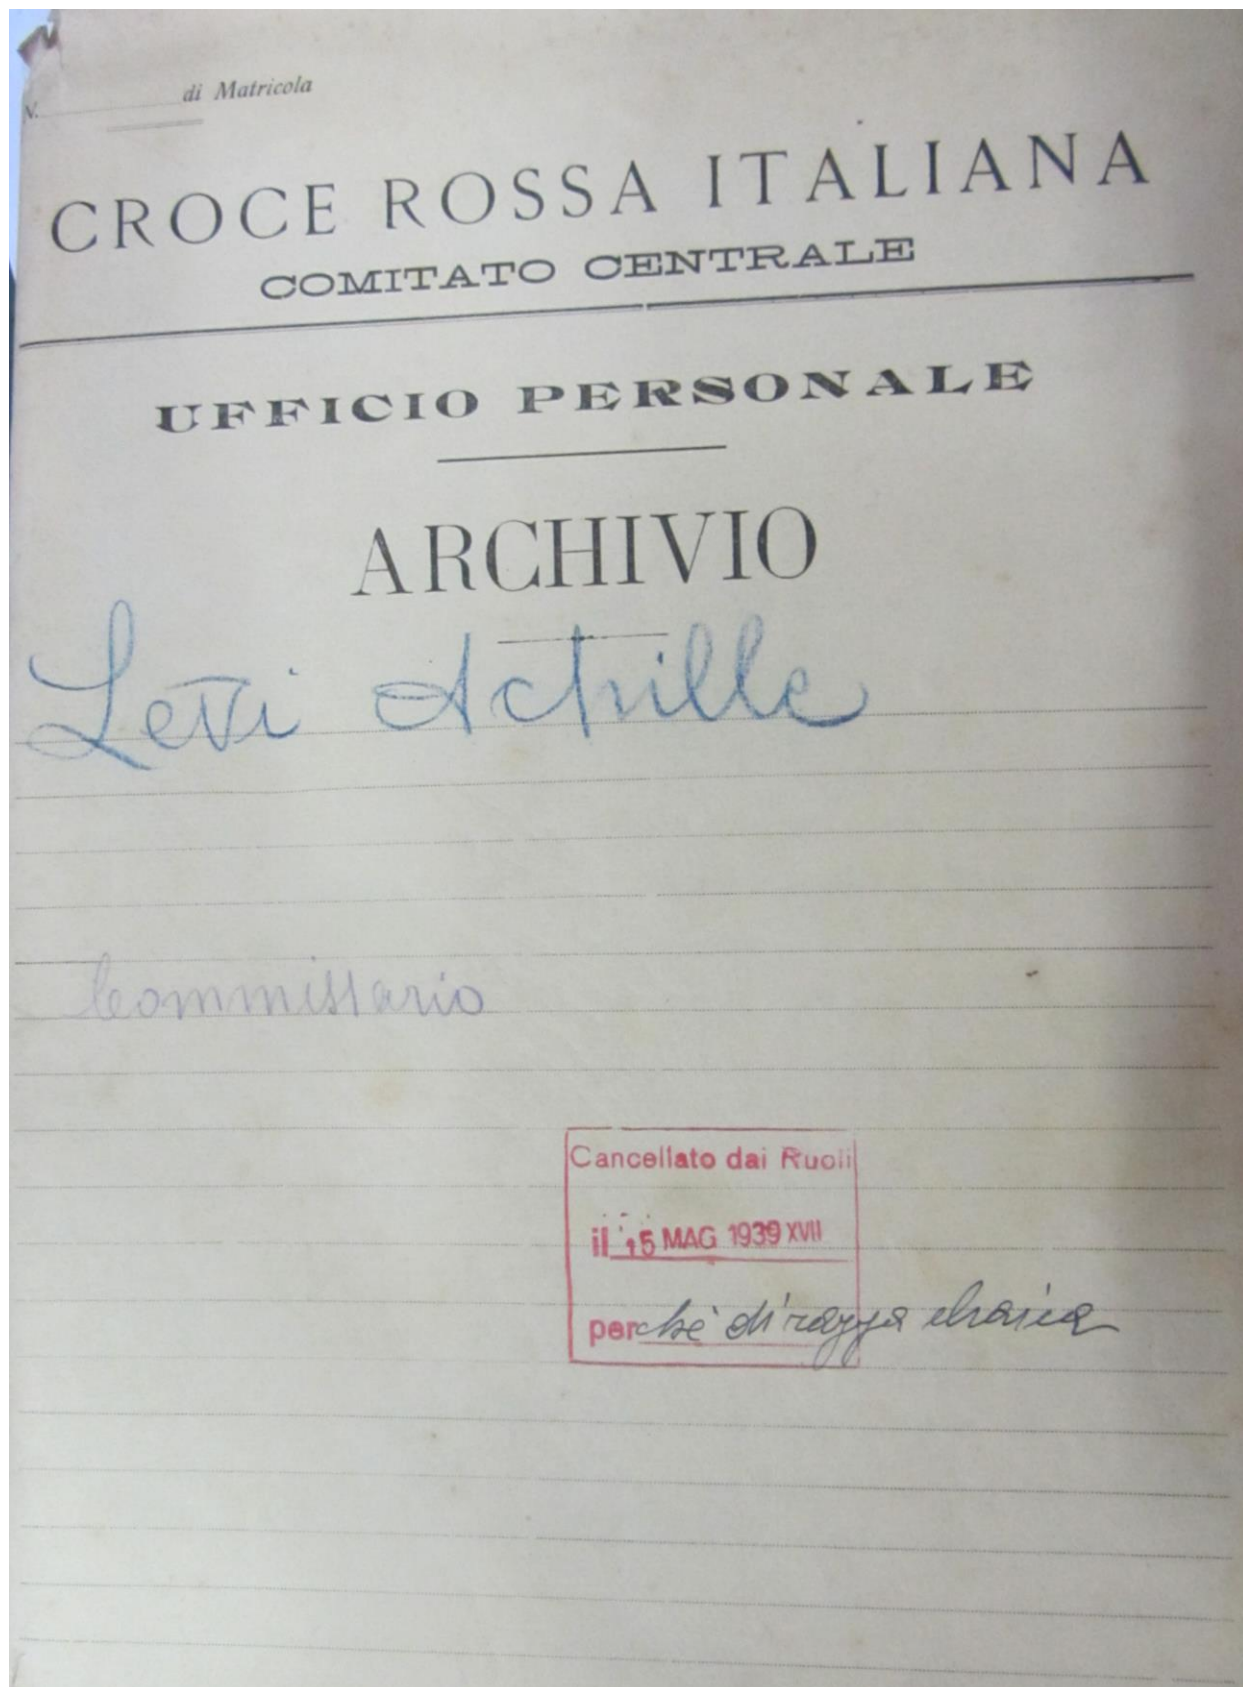 N. di Matricola
CROCE ROSSA ITALIANA
COMITATO CENTRALE
UFFICIO PERSONALE
ARCHIVIO
Levi Achille
Commissario
Cancellato dai Ruoli
il 15 MAG 1939 XVII
perchè di razza ebraica